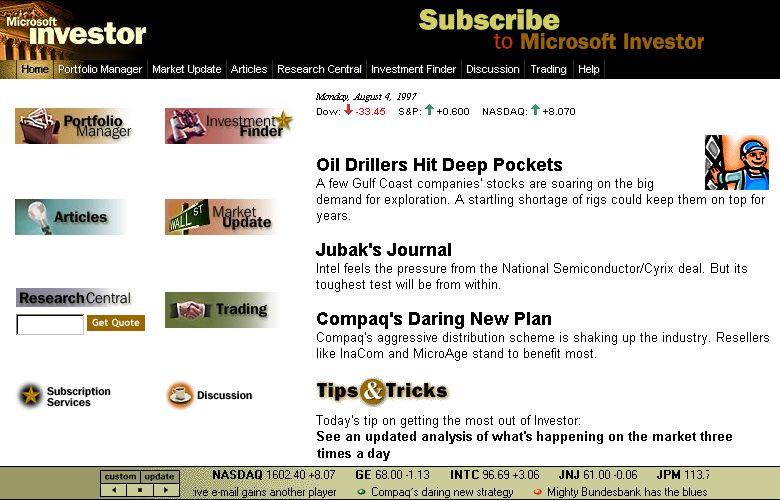 Microsoft
investor
Subscribe
to Microsoft Investor
Home Portfolio Manager Market Update Articles Research Central Investment Finder Discussion Trading Help
Monday, August 4, 1997
Dow: -33.45 S&P: +0.600 NASDAQ: +8.070
Portfolio
Manager
Investment
Finder
Oil Drillers Hit Deep Pockets
A few Gulf Coast companies' stocks are soaring on the big
demand for exploration. A startling shortage of rigs could keep them on top for
years.
Articles
WALL ST
Market
Update
Jubak's Journal
Intel feels the pressure from the National Semiconductor/Cyrix deal. But its
toughest test will be from within.
Research Central
Get Quote
Trading
Compaq's Daring New Plan
Compaq's aggressive distribution scheme is shaking up the industry. Resellers
like InaCom and MicroAge stand to benefit most.
Subscription
Services
Discussion
Tips & Tricks
Today's tip on getting the most out of Investor:
See an updated analysis of what's happening on the market three
times a day
custom update
NASDAQ 1602.40 +8.07 GE 68.00 -1.13 INTC 96.69 +3.06 JNJ 61.00 -0.06 JPM 113.7
ive e-mail gains another player Compaq's daring new strategy Mighty Bundesbank has the blues